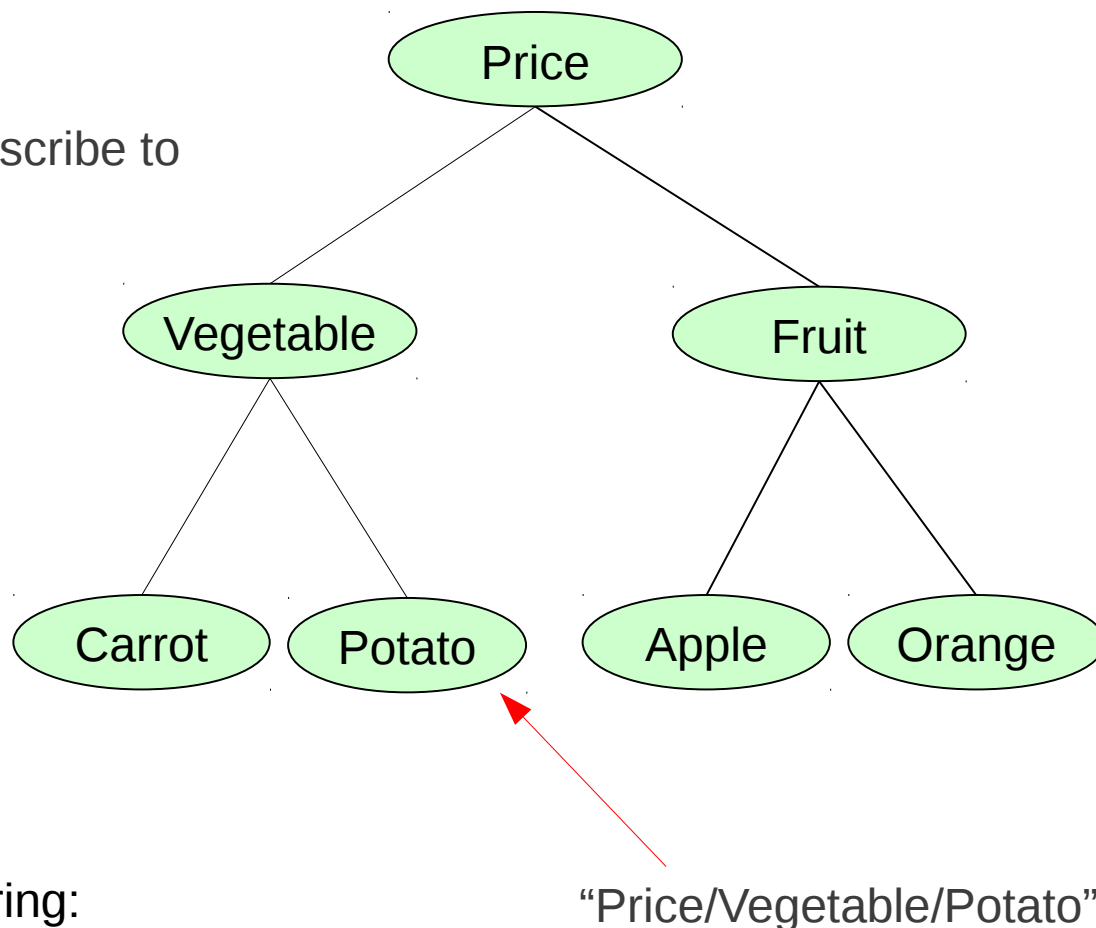 Price
scribe to
Vegetable
Fruit
Carrot
Potato
Apple
Orange
ring:
“Price/Vegetable/Potato”